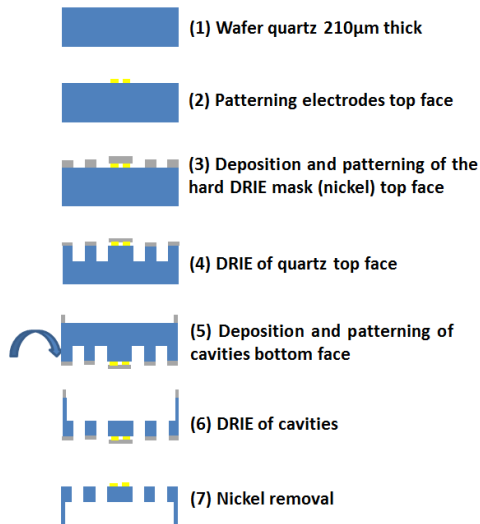 (1) Wafer quartz 210µm thick
(2) Patterning electrodes top face
(3) Deposition and patterning of the
hard DRIE mask (nickel) top face
(4) DRIE of quartz top face
(5) Deposition and patterning of
cavities bottom face
(6) DRIE of cavities
(7) Nickel removal